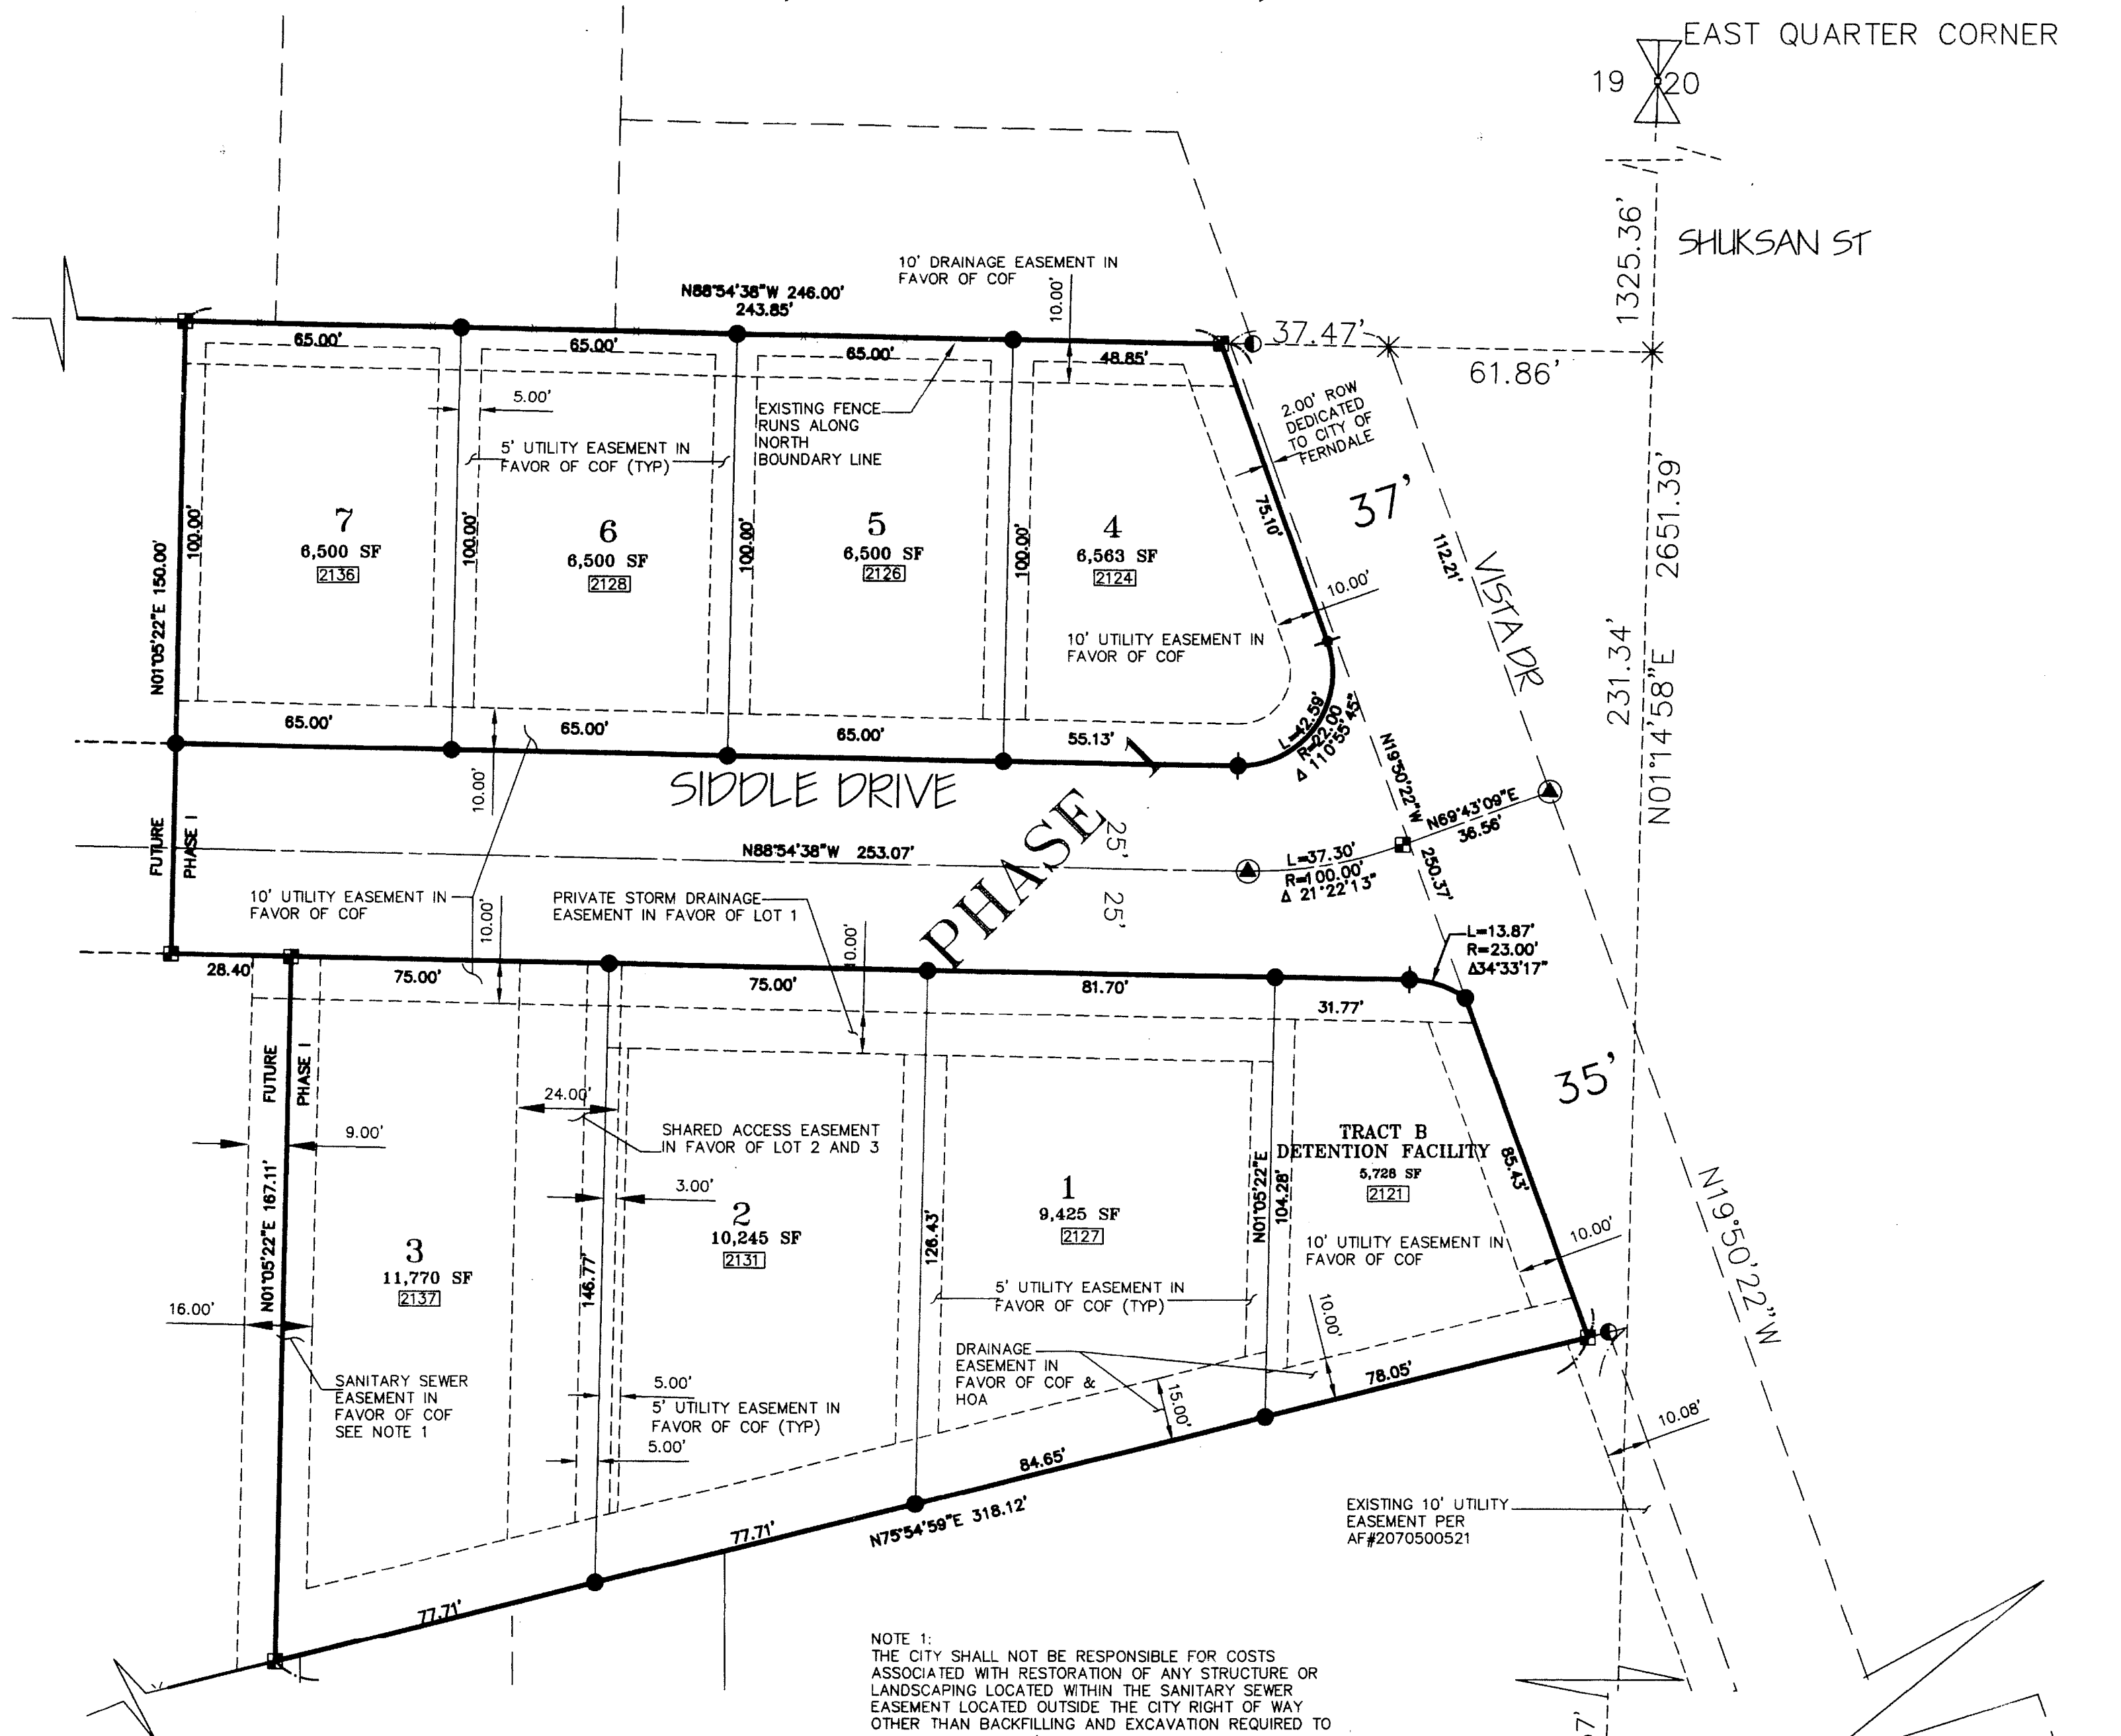 EAST QUARTER CORNER
19 20
1325.36'
SHUKSAN ST
10' DRAINAGE EASEMENT IN
FAVOR OF COF
10.00'
N88°54'38"W 246.00'
243.85'
65.00'
65.00'
65.00'
48.85'
37.47'
61.86'
5.00'
EXISTING FENCE
RUNS ALONG
NORTH
BOUNDARY LINE
5' UTILITY EASEMENT IN
FAVOR OF COF (TYP)
2.00' ROW
DEDICATED
TO CITY OF
FERNDALE
37'
75.10'
112.21'
VISTA DR
2651.39'
231.34'
N01°14'58"E
N01°05'22"E 150.00'
100.00'
100.00'
100.00'
100.00'
7
6,500 SF
2136
6
6,500 SF
2128
5
6,500 SF
2126
4
6,563 SF
2124
10.00'
10' UTILITY EASEMENT IN
FAVOR OF COF
65.00'
65.00'
65.00'
55.13'
L=42.59'
R=22.00
Δ 110°55'45"
10.00'
SIDDLE DRIVE
PHASE 1
N19°50'22"W
250.37'
N69°43'09"E
36.56'
FUTURE
PHASE I
N88°54'38"W 253.07'
25'
25'
L=37.30'
R=100.00'
Δ 21°22'13"
10' UTILITY EASEMENT IN
FAVOR OF COF
10.00'
PRIVATE STORM DRAINAGE
EASEMENT IN FAVOR OF LOT 1
10.00'
L=13.87'
R=23.00'
Δ34°33'17"
28.40'
75.00'
75.00'
81.70'
31.77'
FUTURE
PHASE I
9.00'
24.00'
SHARED ACCESS EASEMENT
IN FAVOR OF LOT 2 AND 3
3.00'
35'
TRACT B
DETENTION FACILITY
5,728 SF
2121
85.43'
N01°05'22"E 167.11'
3
11,770 SF
2137
146.77'
2
10,245 SF
2131
126.43'
1
9,425 SF
2127
N01°05'22"E
104.28'
10' UTILITY EASEMENT IN
FAVOR OF COF
10.00'
N19°50'22"W
16.00'
5' UTILITY EASEMENT IN
FAVOR OF COF (TYP)
10.00'
SANITARY SEWER
EASEMENT IN
FAVOR OF COF
SEE NOTE 1
5.00'
5' UTILITY EASEMENT IN
FAVOR OF COF (TYP)
5.00'
DRAINAGE
EASEMENT IN
FAVOR OF COF &
HOA
15.00'
78.05'
10.08'
84.65'
77.71'
N75°54'59"E 318.12'
77.71'
EXISTING 10' UTILITY
EASEMENT PER
AF#2070500521
NOTE 1:
THE CITY SHALL NOT BE RESPONSIBLE FOR COSTS
ASSOCIATED WITH RESTORATION OF ANY STRUCTURE OR
LANDSCAPING LOCATED WITHIN THE SANITARY SEWER
EASEMENT LOCATED OUTSIDE THE CITY RIGHT OF WAY
OTHER THAN BACKFILLING AND EXCAVATION REQUIRED TO